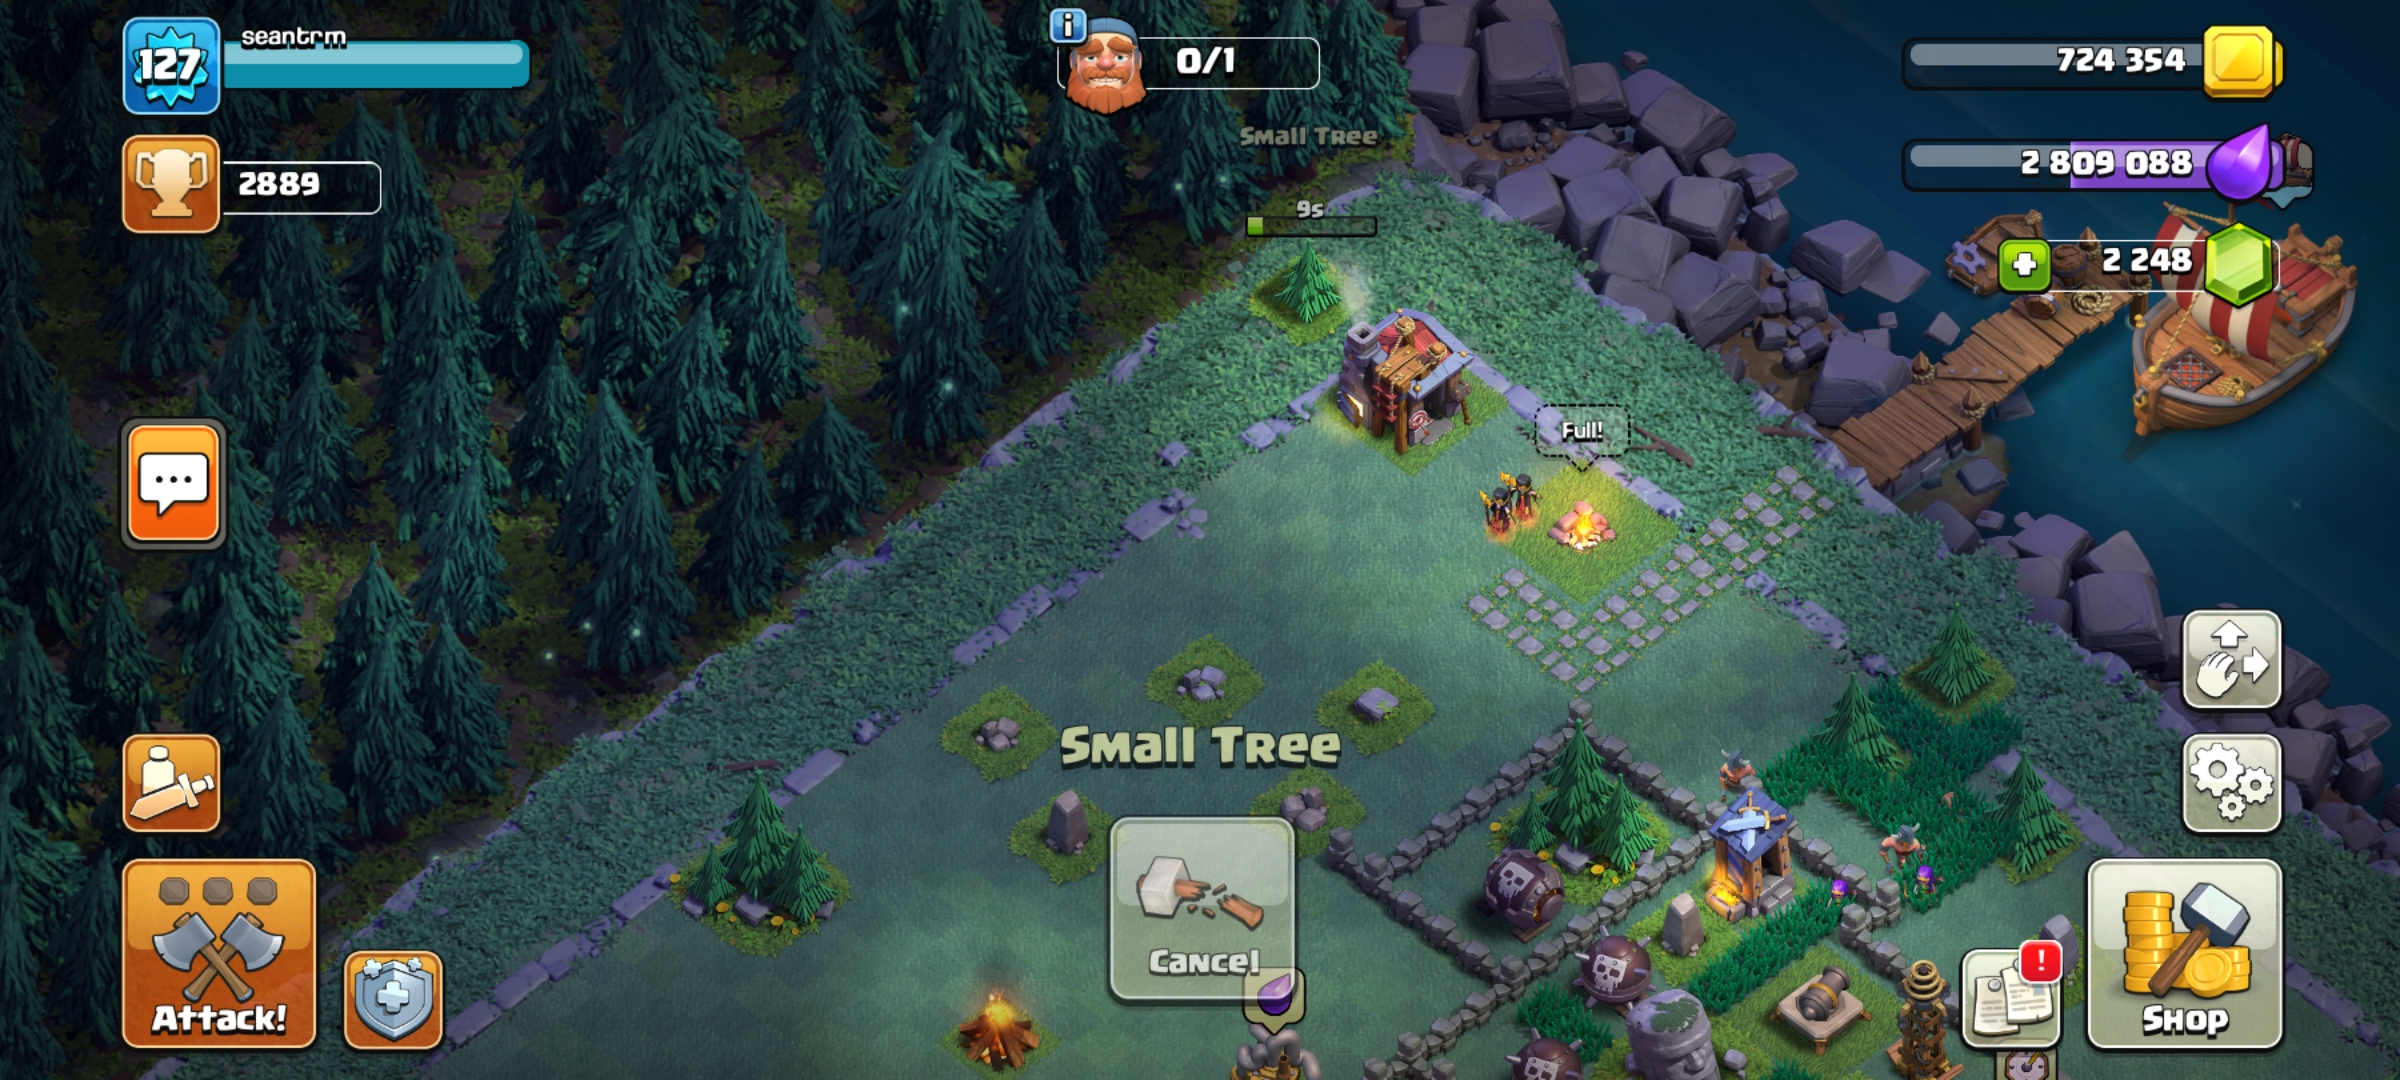 seantrm
127
0/1
724 354
Small Tree
2 809 088
2889
9s
2 248
Full!
Small Tree
Cancel
Attack!
!
Shop